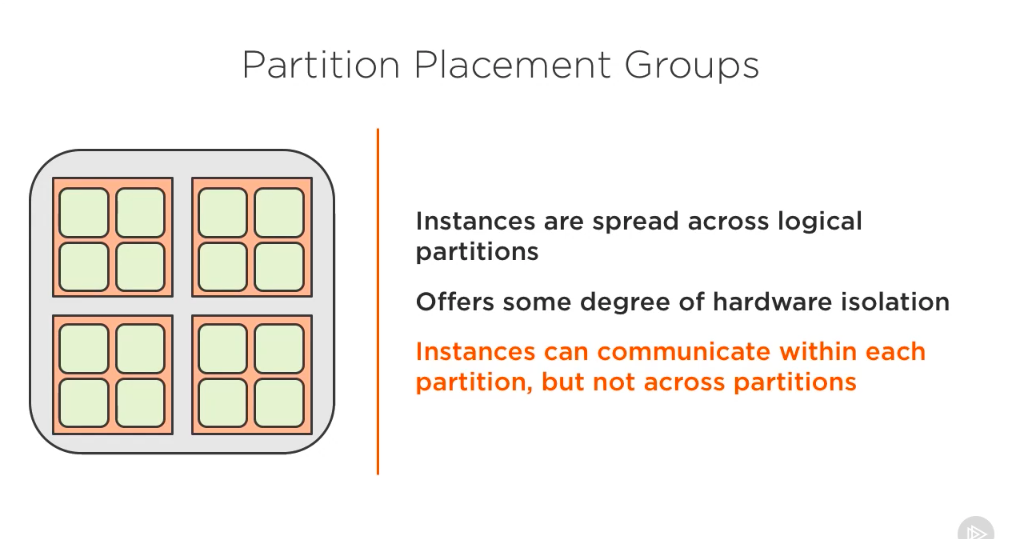 Partition Placement Groups
Instances are spread across logical
partitions
Offers some degree of hardware isolation
Instances can communicate within each
partition, but not across partitions